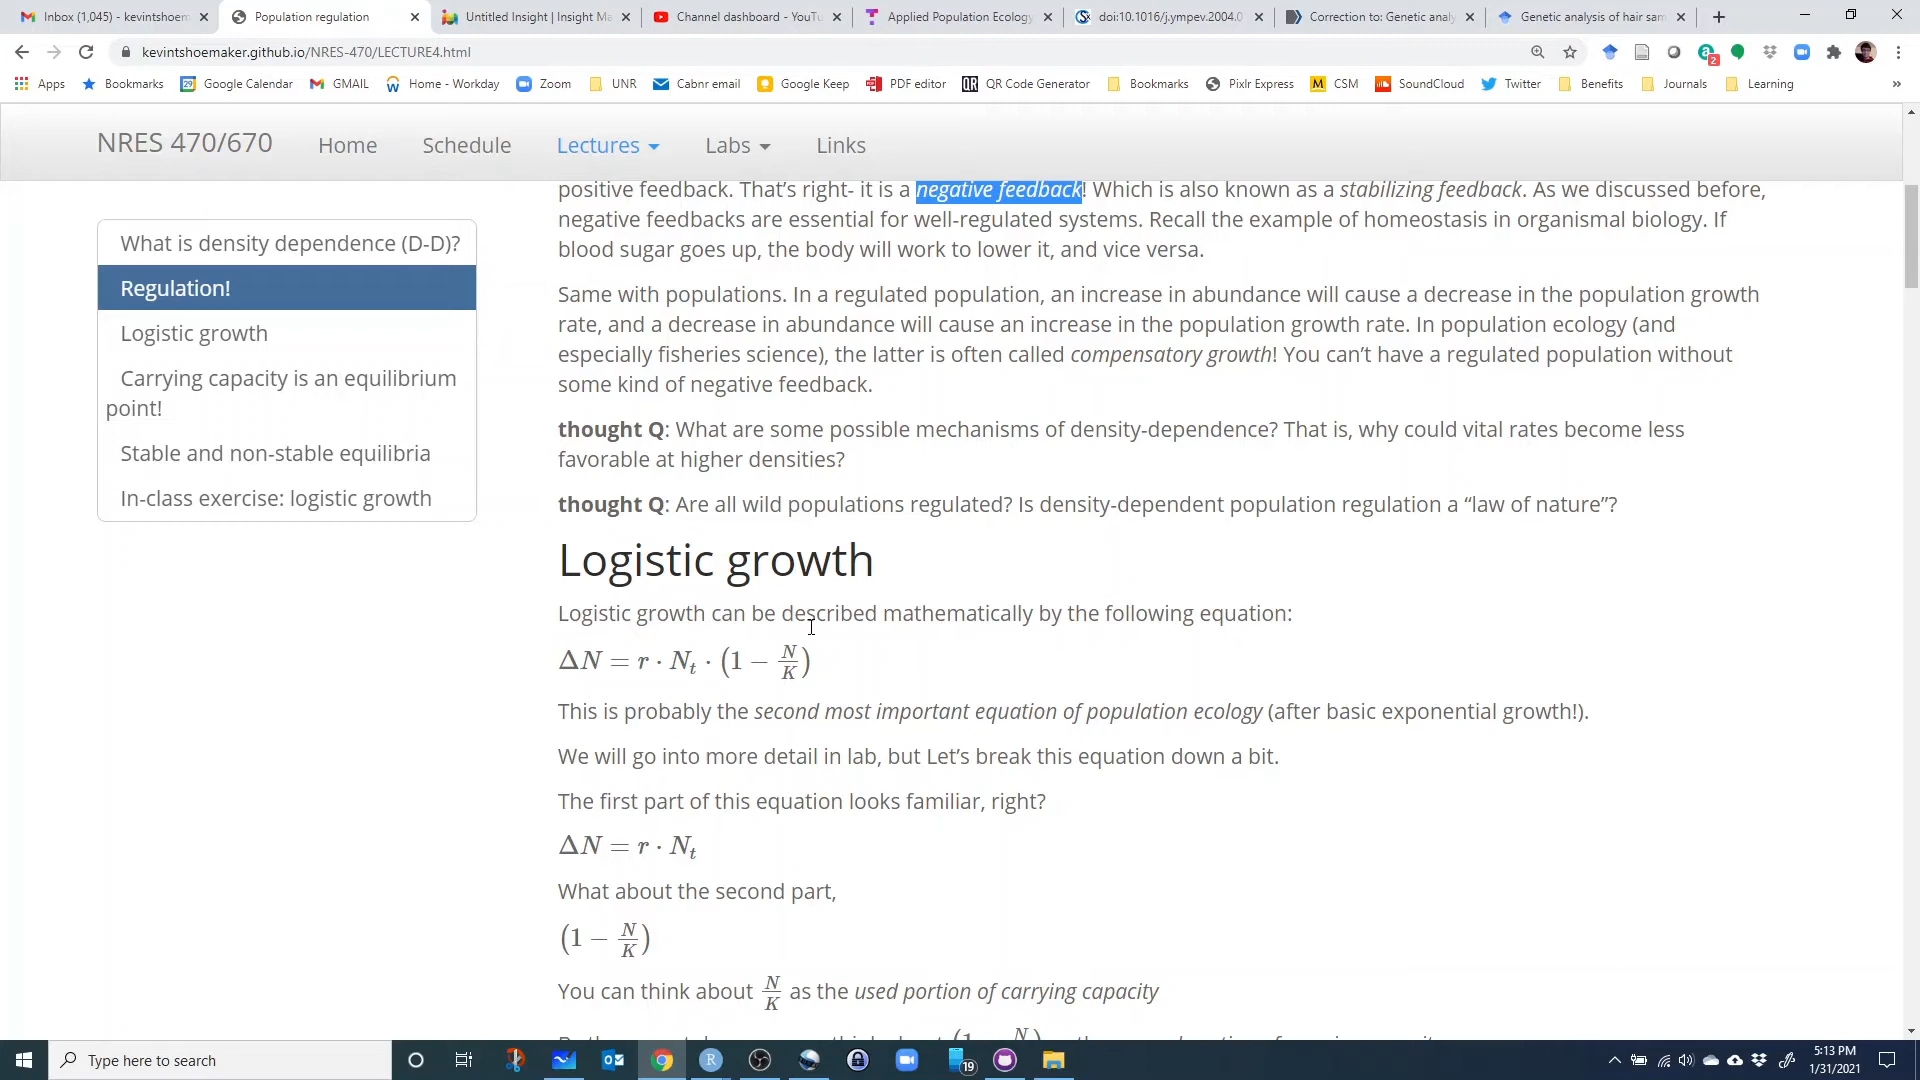 Inbox (1,045) - kevintshoem
Population regulation
Untitled Insight | Insight Ma
Channel dashboard - YouTu
Applied Population Ecology
doi:10.1016/j.ympev.2004.0
Correction to: Genetic analy
Genetic analysis of hair sam
kevintshoemaker.github.io/NRES-470/LECTURE4.html
Apps
Bookmarks
Google Calendar
GMAIL
Home - Workday
Zoom
UNR
Cabnr email
Google Keep
PDF editor
QR Code Generator
Bookmarks
Pixlr Express
CSM
SoundCloud
Twitter
Benefits
Journals
Learning
»
NRES 470/670
Home
Schedule
Lectures
Labs
Links
What is density dependence (D-D)?
Regulation!
Logistic growth
Carrying capacity is an equilibrium
point!
Stable and non-stable equilibria
In-class exercise: logistic growth
positive feedback. That's right- it is a negative feedback! Which is also known as a stabilizing feedback. As we discussed before,
negative feedbacks are essential for well-regulated systems. Recall the example of homeostasis in organismal biology. If
blood sugar goes up, the body will work to lower it, and vice versa.
Same with populations. In a regulated population, an increase in abundance will cause a decrease in the population growth
rate, and a decrease in abundance will cause an increase in the population growth rate. In population ecology (and
especially fisheries science), the latter is often called compensatory growth! You can't have a regulated population without
some kind of negative feedback.
thought Q: What are some possible mechanisms of density-dependence? That is, why could vital rates become less
favorable at higher densities?
thought Q: Are all wild populations regulated? Is density-dependent population regulation a “law of nature”?
Logistic growth
Logistic growth can be described mathematically by the following equation:
ΔN = r · Nₜ · (1 − N/K)
This is probably the second most important equation of population ecology (after basic exponential growth!).
We will go into more detail in lab, but Let's break this equation down a bit.
The first part of this equation looks familiar, right?
ΔN = r · Nₜ
What about the second part,
(1 − N/K)
You can think about N/K as the used portion of carrying capacity
Type here to search
19
5:13 PM
1/31/2021